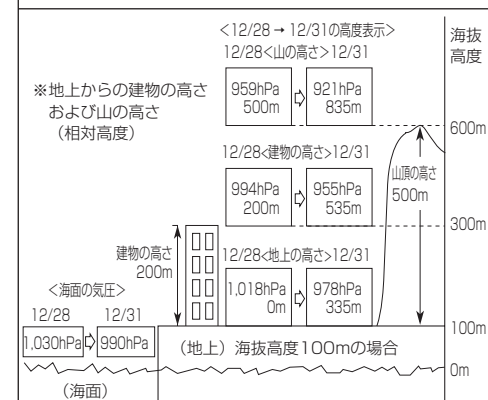 ＜12/28 → 12/31の高度表示＞
12/28＜山の高さ＞12/31
海抜
高度
※地上からの建物の高さ
および山の高さ
（相対高度）
959hPa
500m
⇨
921hPa
835m
600m
12/28＜建物の高さ＞12/31
994hPa
200m
⇨
955hPa
535m
山頂の高さ
500m
300m
建物の高さ
200m
12/28＜地上の高さ＞12/31
1,018hPa
0m
⇨
978hPa
335m
＜海面の気圧＞
12/28 12/31
1,030hPa ⇨ 990hPa
（地上）海抜高度100mの場合
100m
0m
（海面）